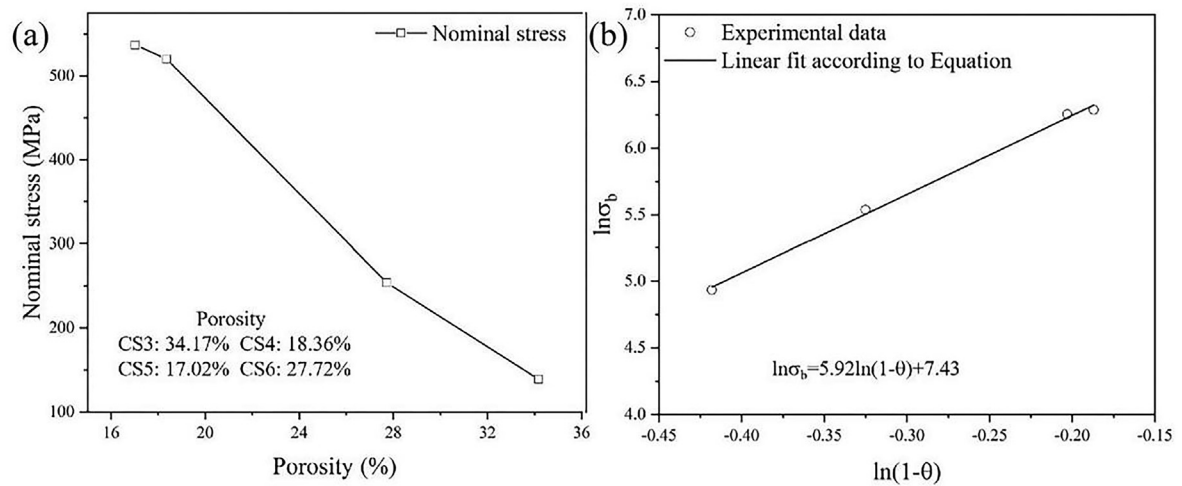 (a)
Nominal stress
Nominal stress (MPa)
500
400
300
200
100
Porosity
CS3: 34.17% CS4: 18.36%
CS5: 17.02% CS6: 27.72%
16 20 24 28 32 36
Porosity (%)
(b)
Experimental data
Linear fit according to Equation
lnσb
7.0
6.5
6.0
5.5
5.0
4.5
4.0
lnσb=5.92ln(1-θ)+7.43
-0.45 -0.40 -0.35 -0.30 -0.25 -0.20 -0.15
ln(1-θ)